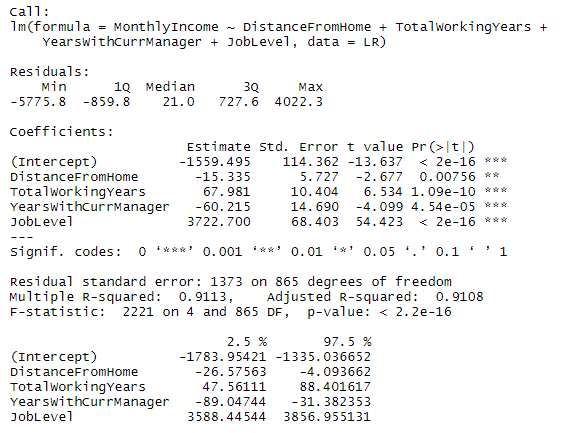 Call:
lm(formula = MonthlyIncome ~ DistanceFromHome + TotalWorkingYears +
    YearsWithCurrManager + JobLevel, data = LR)

Residuals:
    Min      1Q  Median      3Q     Max
-5775.8  -859.8    21.0   727.6  4022.3

Coefficients:
                      Estimate Std. Error t value Pr(>|t|)
(Intercept)          -1559.495    114.362 -13.637  < 2e-16 ***
DistanceFromHome       -15.335      5.727  -2.677  0.00756 **
TotalWorkingYears       67.981     10.404   6.534 1.09e-10 ***
YearsWithCurrManager   -60.215     14.690  -4.099 4.54e-05 ***
JobLevel              3722.700     68.403  54.423  < 2e-16 ***
---
Signif. codes:  0 ‘***’ 0.001 ‘**’ 0.01 ‘*’ 0.05 ‘.’ 0.1 ‘ ’ 1

Residual standard error: 1373 on 865 degrees of freedom
Multiple R-squared:  0.9113,    Adjusted R-squared:  0.9108
F-statistic:  2221 on 4 and 865 DF,  p-value: < 2.2e-16

                           2.5 %       97.5 %
(Intercept)          -1783.95421 -1335.036652
DistanceFromHome       -26.57563    -4.093662
TotalWorkingYears       47.56111    88.401617
YearsWithCurrManager   -89.04744   -31.382353
JobLevel              3588.44544  3856.955131